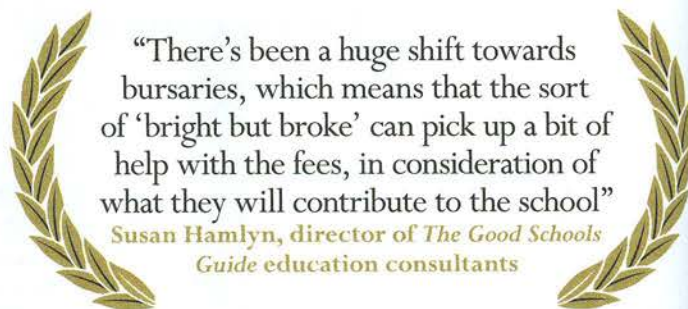 “There’s been a huge shift towards
bursaries, which means that the sort
of ‘bright but broke’ can pick up a bit of
help with the fees, in consideration of
what they will contribute to the school”
Susan Hamlyn, director of The Good Schools
Guide education consultants